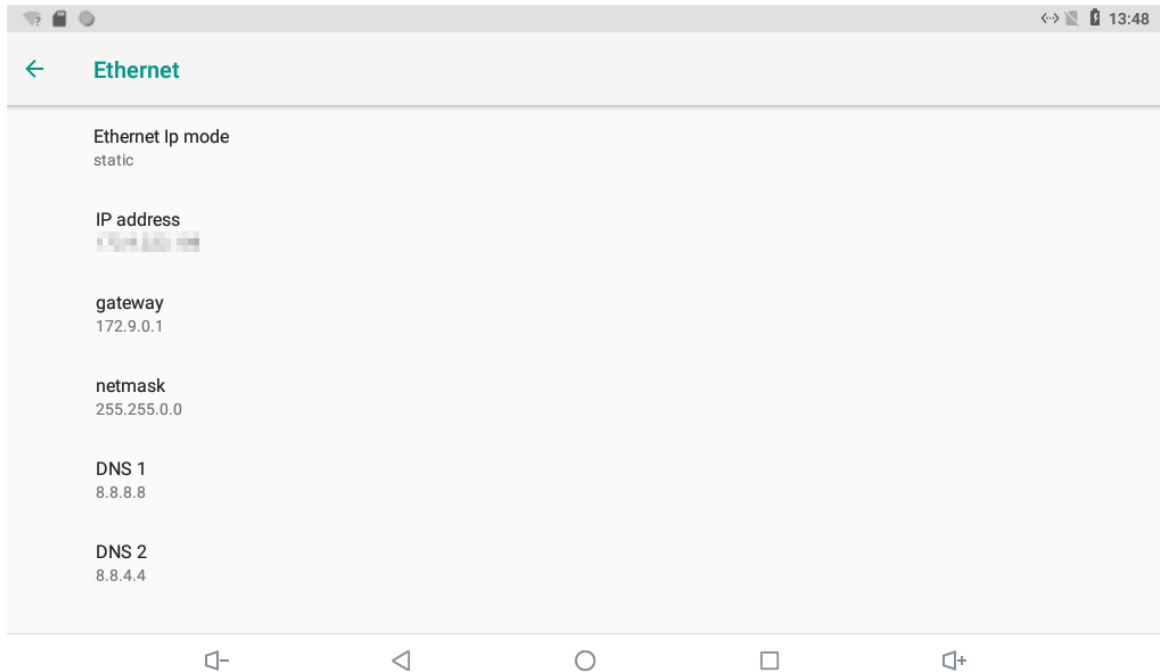 13:48
Ethernet
Ethernet Ip mode
static
IP address
gateway
172.9.0.1
netmask
255.255.0.0
DNS 1
8.8.8.8
DNS 2
8.8.4.4